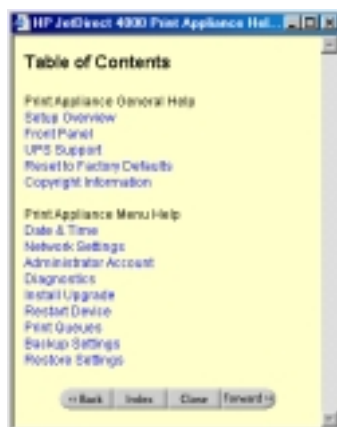 HP JetDirect 4000 Print Appliance Hel...
Table of Contents
Print Appliance General Help
Setup Overview
Front Panel
UPS Support
Reset to Factory Defaults
Copyright Information
Print Appliance Menu Help
Date & Time
Network Settings
Administrator Account
Diagnostics
Install Upgrade
Restart Device
Print Queues
Backup Settings
Restore Settings
<< Back
Index
Close
Forward >>